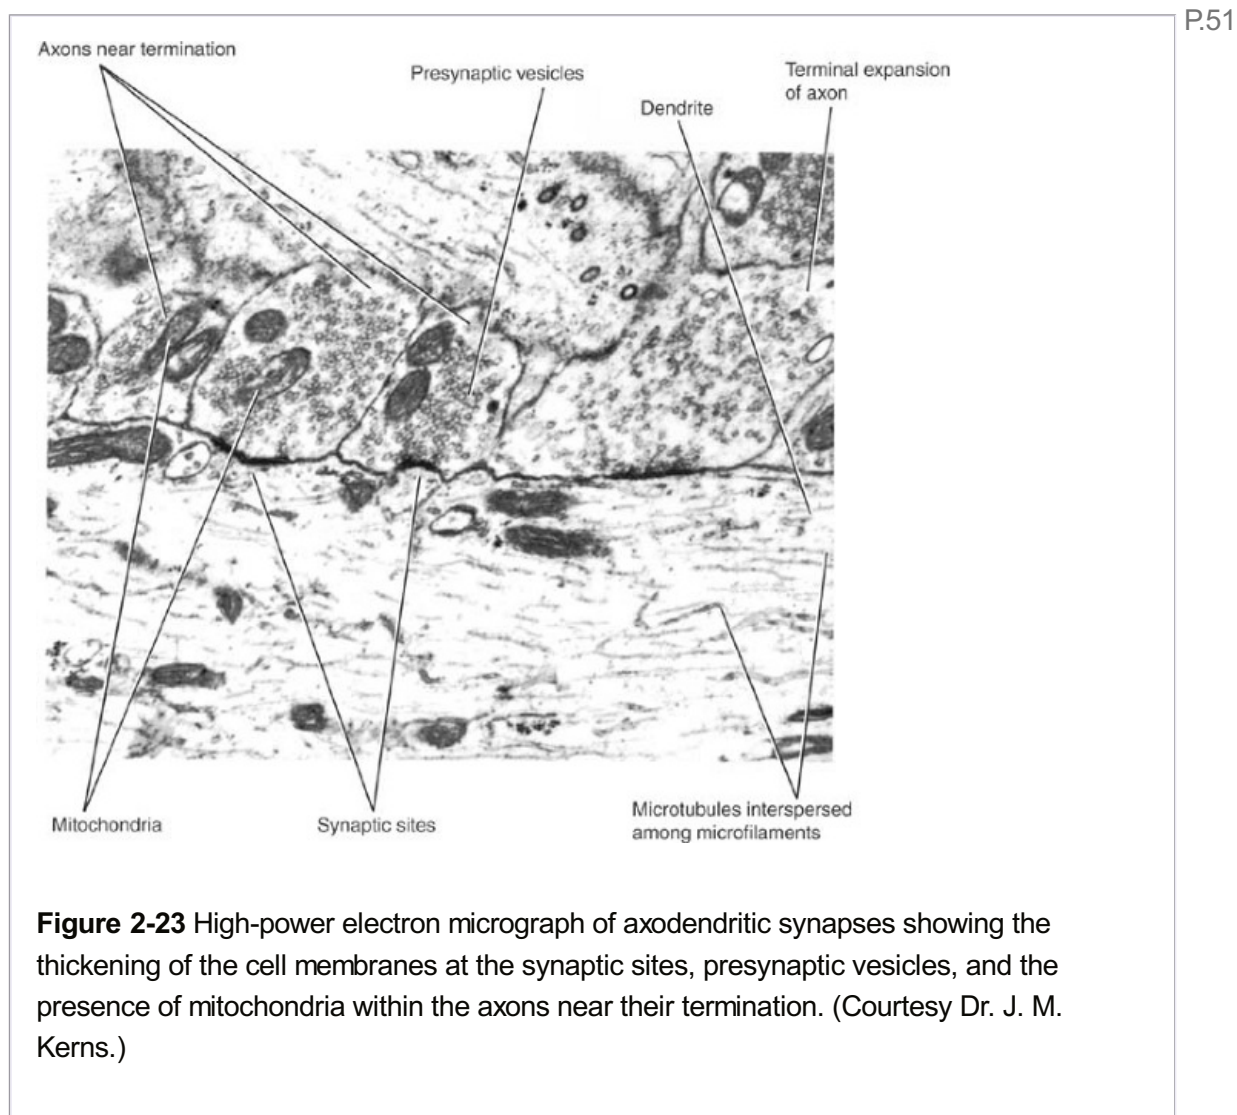 P.51
Axons near termination
Presynaptic vesicles
Terminal expansion
of axon
Dendrite
Mitochondria
Synaptic sites
Microtubules interspersed
among microfilaments
Figure 2-23 High-power electron micrograph of axodendritic synapses showing the
thickening of the cell membranes at the synaptic sites, presynaptic vesicles, and the
presence of mitochondria within the axons near their termination. (Courtesy Dr. J. M.
Kerns.)